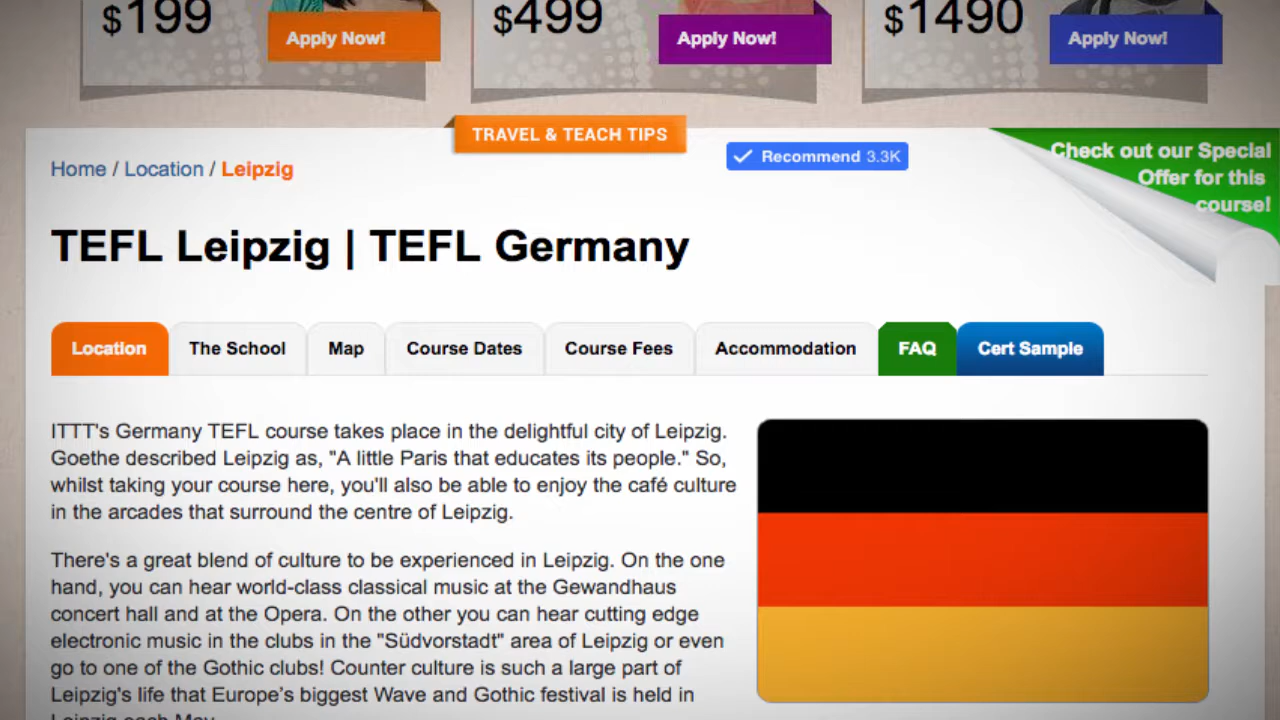 $199
Apply Now!
$499
Apply Now!
$1490
Apply Now!
TRAVEL & TEACH TIPS
Home / Location / Leipzig
Recommend 3.3K
Check out our Special
Offer for this
course!
TEFL Leipzig | TEFL Germany
Location
The School
Map
Course Dates
Course Fees
Accommodation
FAQ
Cert Sample
ITTT's Germany TEFL course takes place in the delightful city of Leipzig.
Goethe described Leipzig as, "A little Paris that educates its people." So,
whilst taking your course here, you'll also be able to enjoy the café culture
in the arcades that surround the centre of Leipzig.
There's a great blend of culture to be experienced in Leipzig. On the one
hand, you can hear world-class classical music at the Gewandhaus
concert hall and at the Opera. On the other you can hear cutting edge
electronic music in the clubs in the "Südvorstadt" area of Leipzig or even
go to one of the Gothic clubs! Counter culture is such a large part of
Leipzig's life that Europe's biggest Wave and Gothic festival is held in
Leipzig each May.